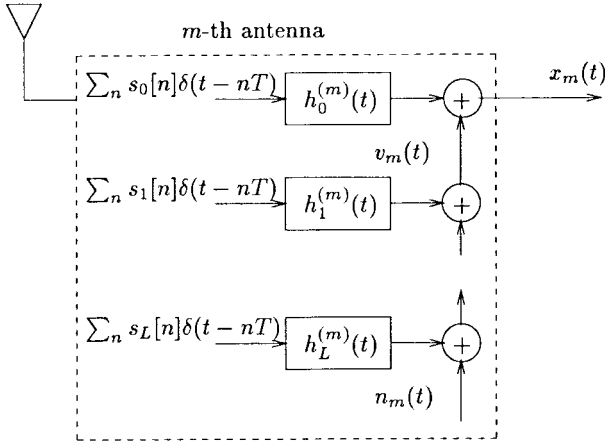 m-th antenna
∑ₙ s₀[n]δ(t − nT)
h₀⁽ᵐ⁾(t)
+
xₘ(t)
vₘ(t)
∑ₙ s₁[n]δ(t − nT)
h₁⁽ᵐ⁾(t)
+
∑ₙ s_L[n]δ(t − nT)
h_L⁽ᵐ⁾(t)
+
nₘ(t)